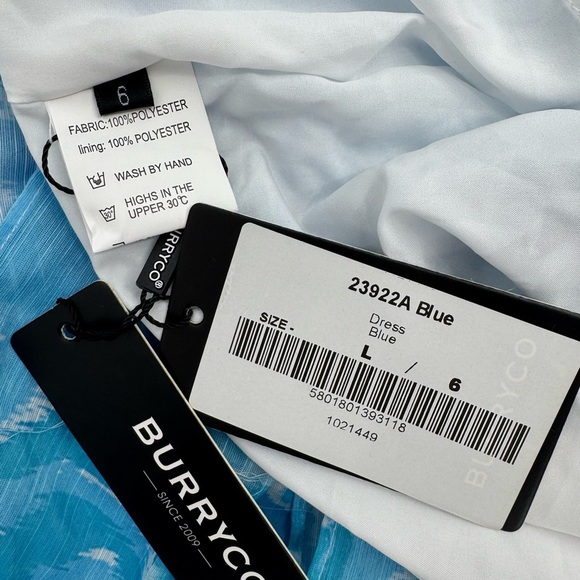 6
FABRIC:100%POLYESTER
lining: 100% POLYESTER
WASH BY HAND
30°
HIGHS IN THE
UPPER 30℃
BURRYCO®
23922A Blue
Dress
Blue
SIZE - L / 6
5801801393118
1021449
BURRYCO
BURRYCO
SINCE 2009